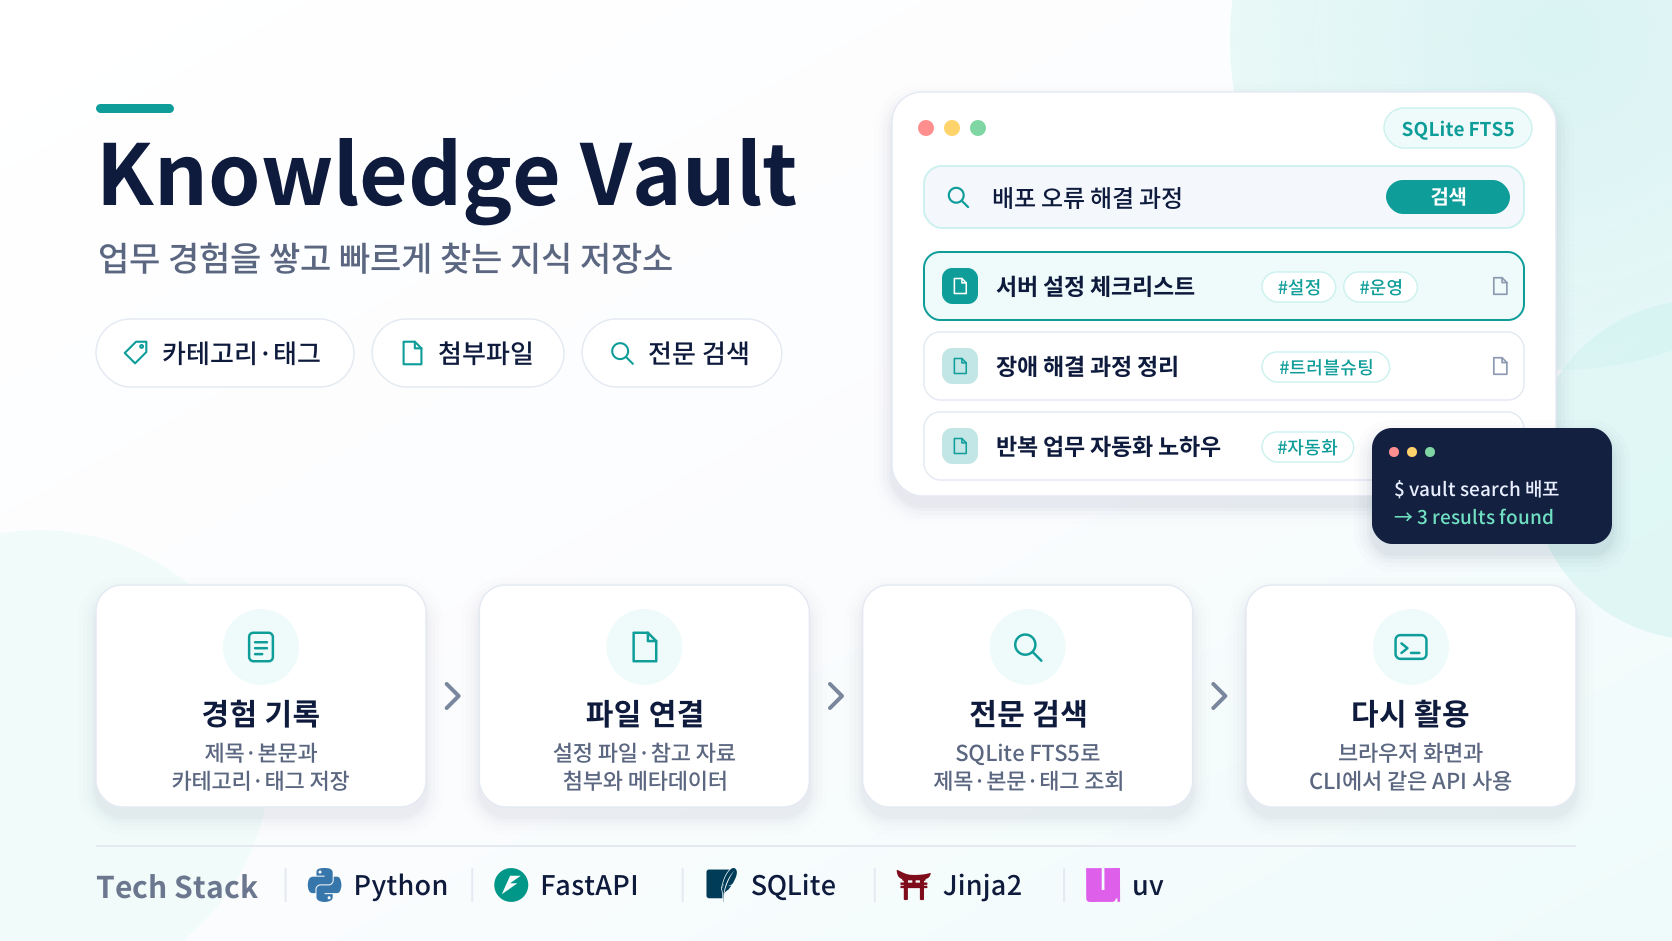 Knowledge Vault
업무 경험을 쌓고 빠르게 찾는 지식 저장소
카테고리·태그
첨부파일
전문 검색
SQLite FTS5
배포 오류 해결 과정
검색
서버 설정 체크리스트
#설정
#운영
장애 해결 과정 정리
#트러블슈팅
반복 업무 자동화 노하우
#자동화
$ vault search 배포
→ 3 results found
경험 기록
제목·본문과
카테고리·태그 저장
파일 연결
설정 파일·참고 자료
첨부와 메타데이터
전문 검색
SQLite FTS5로
제목·본문·태그 조회
다시 활용
브라우저 화면과
CLI에서 같은 API 사용
Tech Stack
Python
FastAPI
SQLite
Jinja2
uv